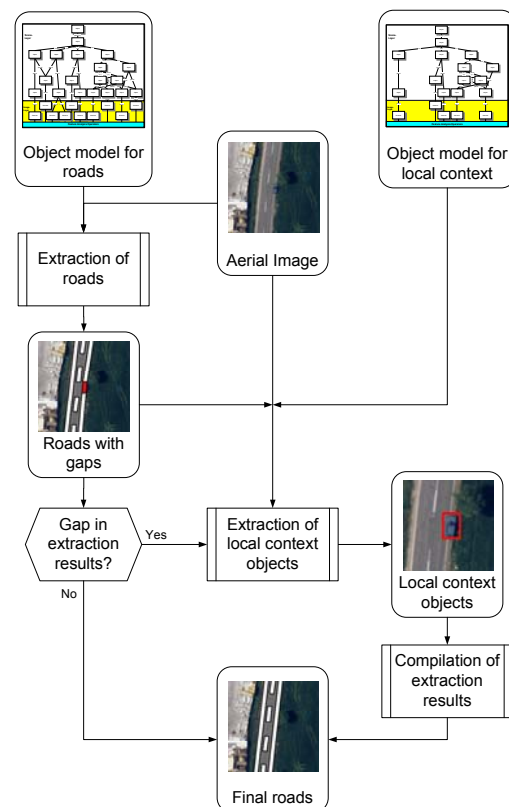 Object model for
roads
Object model for
local context
Aerial Image
Extraction of
roads
Roads with
gaps
Gap in
extraction
results?
Yes
No
Extraction of
local context
objects
Local context
objects
Compilation of
extraction
results
Final roads